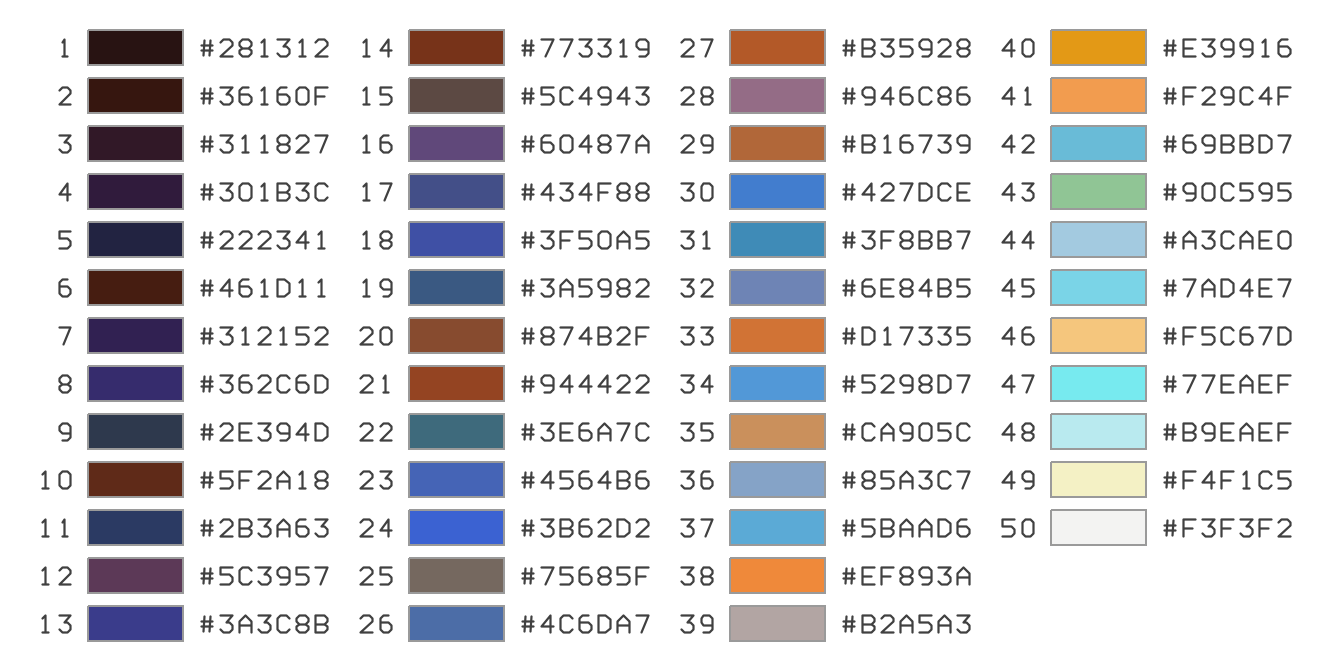 1 #281312 14 #773319 27 #B35928 40 #E39916
2 #36160F 15 #5C4943 28 #946C86 41 #F29C4F
3 #311827 16 #60487A 29 #B16739 42 #69BBD7
4 #301B3C 17 #434F88 30 #427DCE 43 #90C595
5 #222341 18 #3F50A5 31 #3F8BB7 44 #A3CAE0
6 #461D11 19 #3A5982 32 #6E84B5 45 #7AD4E7
7 #312152 20 #874B2F 33 #D17335 46 #F5C67D
8 #362C6D 21 #944422 34 #5298D7 47 #77EAEF
9 #2E394D 22 #3E6A7C 35 #CA905C 48 #B9EAEF
10 #5F2A18 23 #4564B6 36 #85A3C7 49 #F4F1C5
11 #2B3A63 24 #3B62D2 37 #5BAAD6 50 #F3F3F2
12 #5C3957 25 #75685F 38 #EF893A
13 #3A3C8B 26 #4C6DA7 39 #B2A5A3